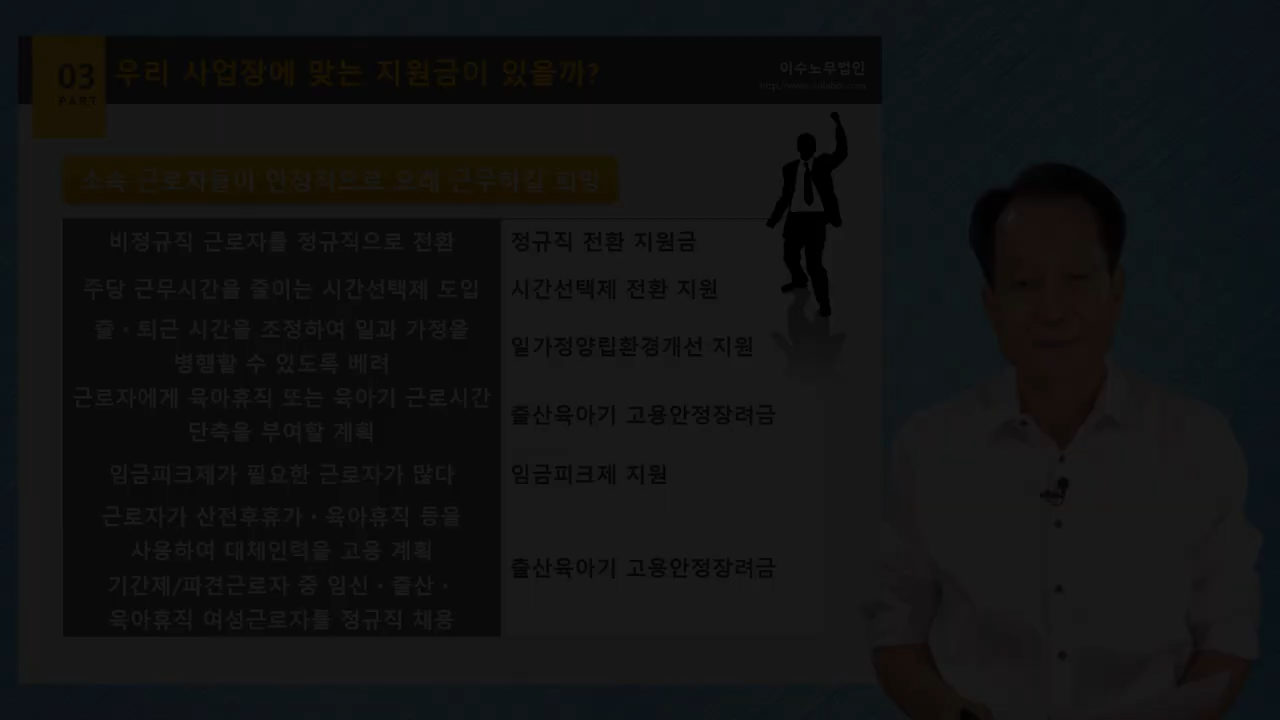 03
PART
우리 사업장에 맞는 지원금이 있을까?
이수노무법인
소속 근로자들이 안정적으로 오래 근무하길 희망
비정규직 근로자를 정규직으로 전환
정규직 전환 지원금
주당 근무시간을 줄이는 시간선택제 도입
시간선택제 전환 지원
출·퇴근 시간을 조정하여 일과 가정을
병행할 수 있도록 배려
일가정양립환경개선 지원
근로자에게 육아휴직 또는 육아기 근로시간
단축을 부여할 계획
출산육아기 고용안정장려금
임금피크제가 필요한 근로자가 많다
임금피크제 지원
근로자가 산전후휴가·육아휴직 등을
사용하여 대체인력을 고용 계획
기간제/파견근로자 중 임신·출산·
육아휴직 여성근로자를 정규직 채용
출산육아기 고용안정장려금